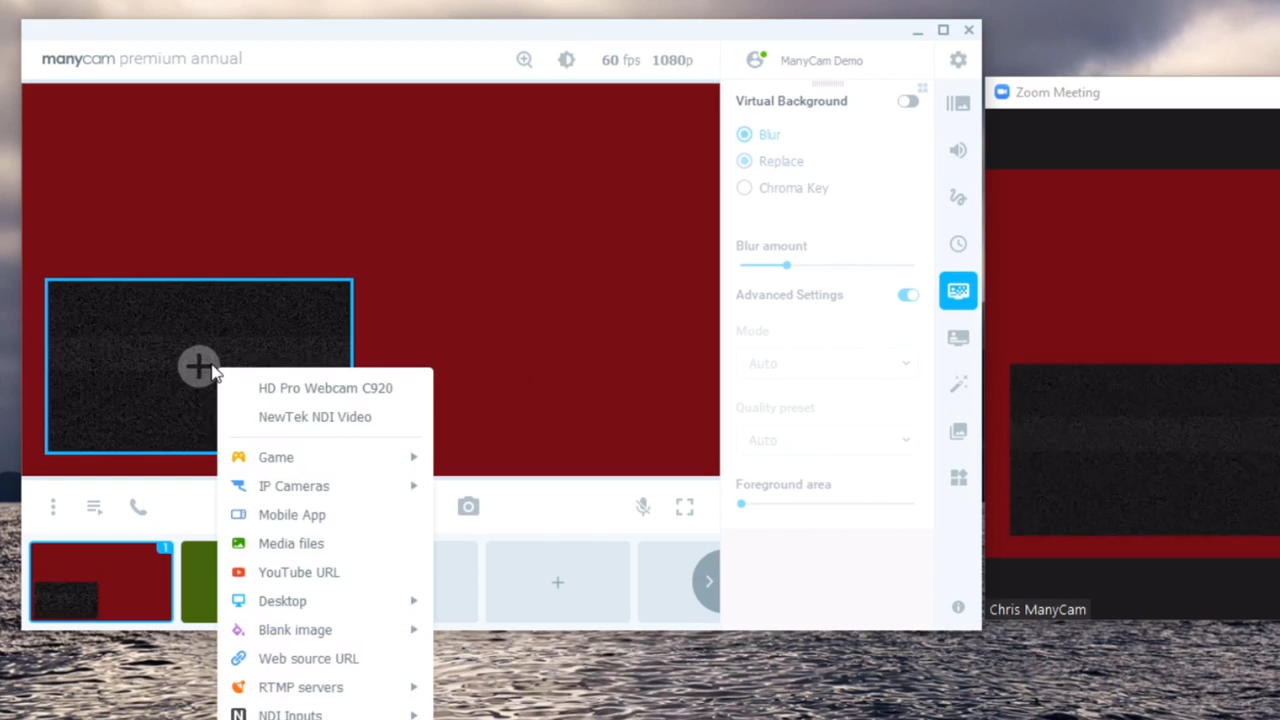 manycam premium annual
60 fps 1080p
ManyCam Demo
Virtual Background
Blur
Replace
Chroma Key
Blur amount
Advanced Settings
Mode
Auto
Quality preset
Auto
Foreground area
HD Pro Webcam C920
NewTek NDI Video
Game
IP Cameras
Mobile App
Media files
YouTube URL
Desktop
Blank image
Web source URL
RTMP servers
N NDI Inputs
1
Zoom Meeting
Chris ManyCam